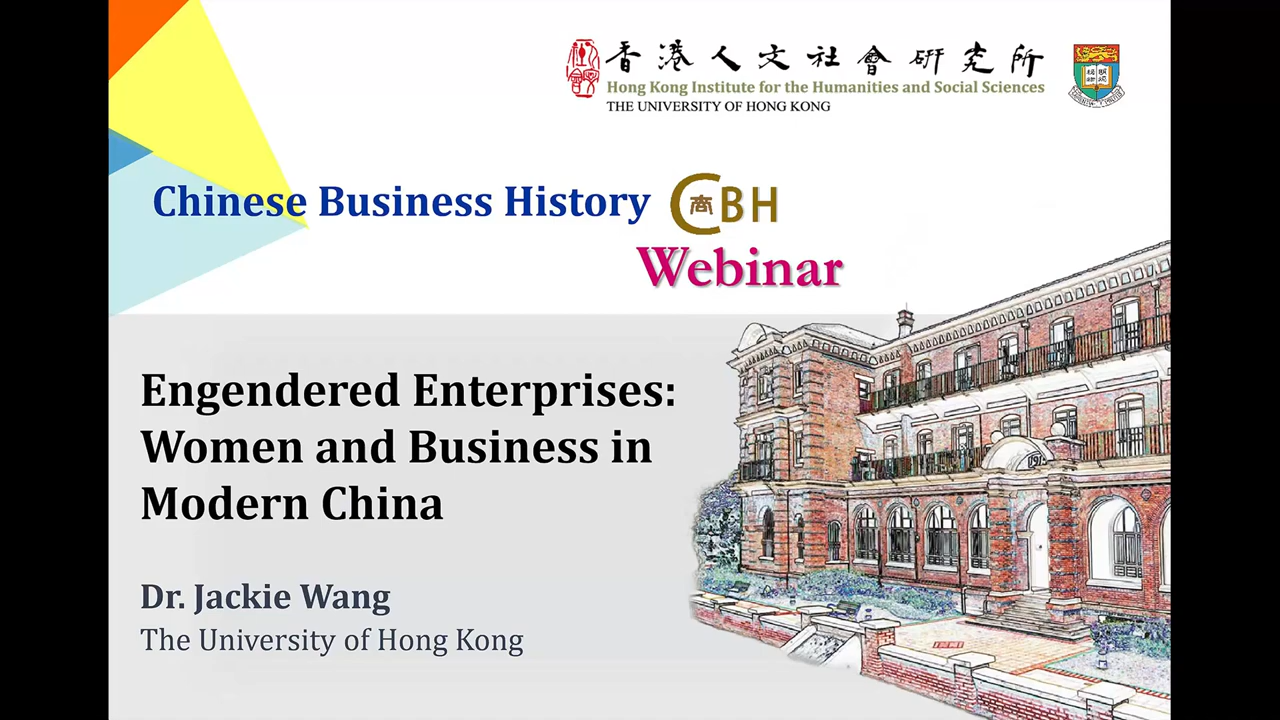 香港人文社會研究所
Hong Kong Institute for the Humanities and Social Sciences
THE UNIVERSITY OF HONG KONG
Chinese Business History
商 CBH
Webinar
Engendered Enterprises:
Women and Business in
Modern China
Dr. Jackie Wang
The University of Hong Kong